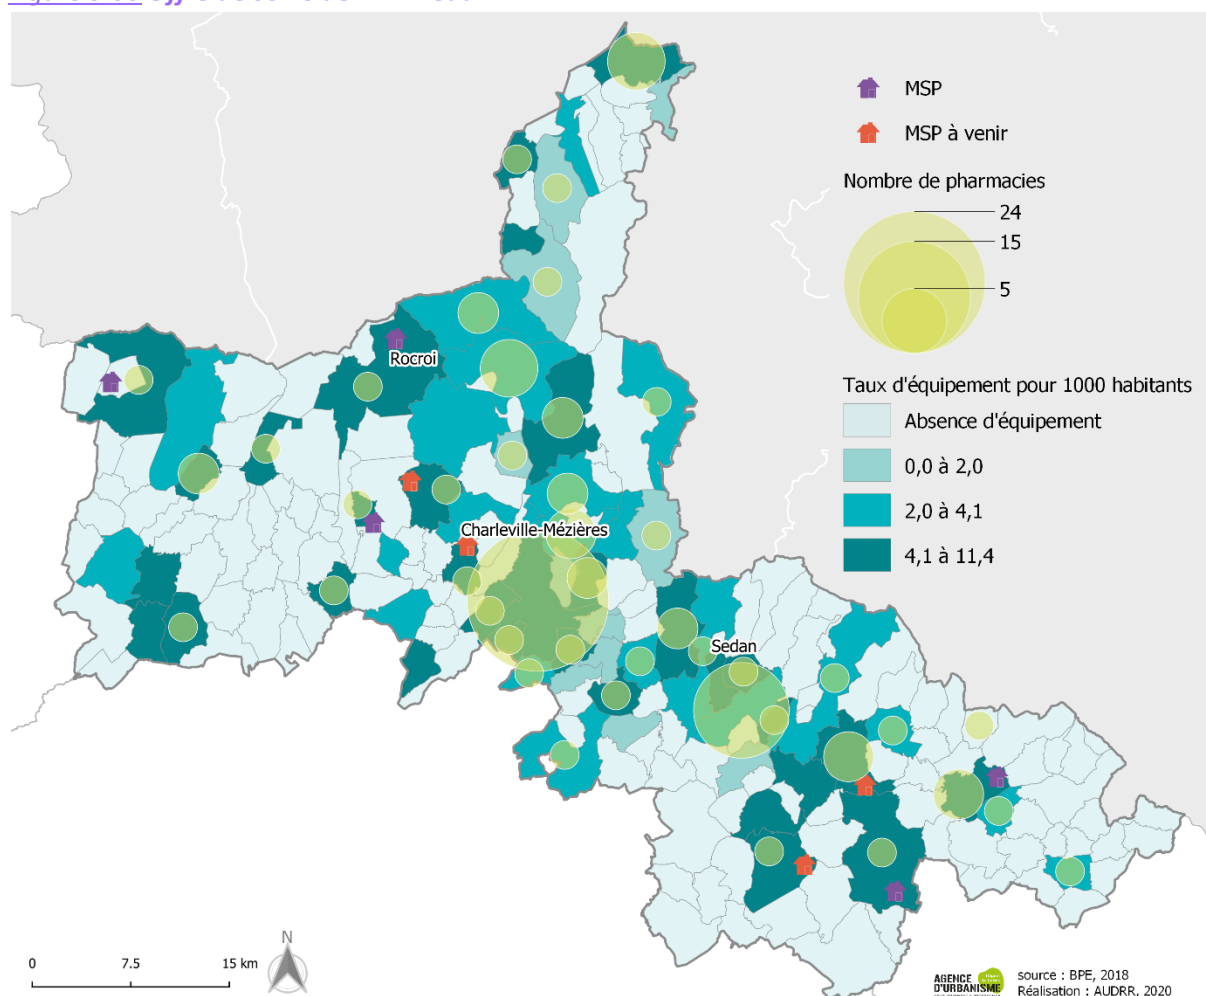 MSP
MSP à venir
Nombre de pharmacies
24
15
5
Rocroi
Taux d'équipement pour 1000 habitants
Absence d'équipement
0,0 à 2,0
2,0 à 4,1
4,1 à 11,4
Charleville-Mézières
Sedan
N
0 7.5 15 km
AGENCE
D'URBANISME
source : BPE, 2018
Réalisation : AUDRR, 2020